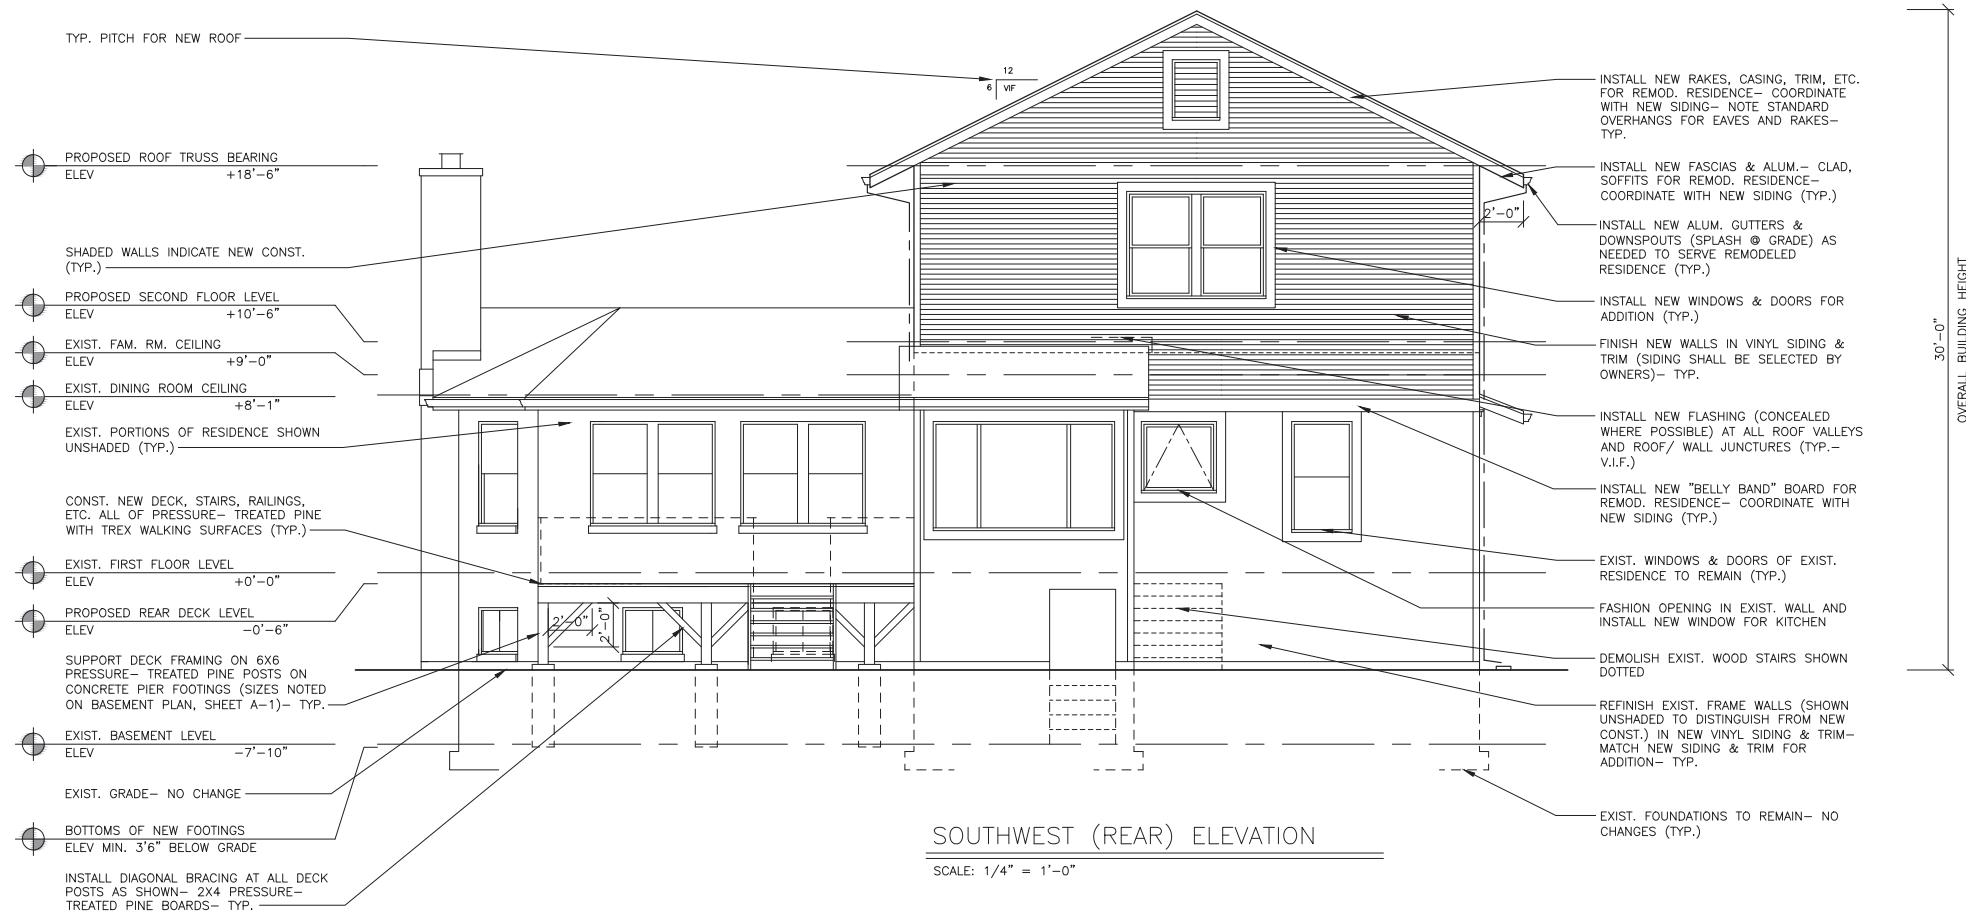 TYP. PITCH FOR NEW ROOF
12
6
VIF
PROPOSED ROOF TRUSS BEARING
ELEV +18'-6"
SHADED WALLS INDICATE NEW CONST.
(TYP.)
PROPOSED SECOND FLOOR LEVEL
ELEV +10'-6"
EXIST. FAM. RM. CEILING
ELEV +9'-0"
EXIST. DINING ROOM CEILING
ELEV +8'-1"
EXIST. PORTIONS OF RESIDENCE SHOWN
UNSHADED (TYP.)
CONST. NEW DECK, STAIRS, RAILINGS,
ETC. ALL OF PRESSURE- TREATED PINE
WITH TREX WALKING SURFACES (TYP.)
EXIST. FIRST FLOOR LEVEL
ELEV +0'-0"
PROPOSED REAR DECK LEVEL
ELEV -0'-6"
SUPPORT DECK FRAMING ON 6X6
PRESSURE- TREATED PINE POSTS ON
CONCRETE PIER FOOTINGS (SIZES NOTED
ON BASEMENT PLAN, SHEET A-1)- TYP.
EXIST. BASEMENT LEVEL
ELEV -7'-10"
EXIST. GRADE- NO CHANGE
BOTTOMS OF NEW FOOTINGS
ELEV MIN. 3'6" BELOW GRADE
INSTALL DIAGONAL BRACING AT ALL DECK
POSTS AS SHOWN- 2X4 PRESSURE-
TREATED PINE BOARDS- TYP.
2'-0"
2'-0"
2'-0"
INSTALL NEW RAKES, CASING, TRIM, ETC.
FOR REMOD. RESIDENCE- COORDINATE
WITH NEW SIDING- NOTE STANDARD
OVERHANGS FOR EAVES AND RAKES-
TYP.
INSTALL NEW FASCIAS & ALUM.- CLAD,
SOFFITS FOR REMOD. RESIDENCE-
COORDINATE WITH NEW SIDING (TYP.)
INSTALL NEW ALUM. GUTTERS &
DOWNSPOUTS (SPLASH @ GRADE) AS
NEEDED TO SERVE REMODELED
RESIDENCE (TYP.)
INSTALL NEW WINDOWS & DOORS FOR
ADDITION (TYP.)
FINISH NEW WALLS IN VINYL SIDING &
TRIM (SIDING SHALL BE SELECTED BY
OWNERS)- TYP.
INSTALL NEW FLASHING (CONCEALED
WHERE POSSIBLE) AT ALL ROOF VALLEYS
AND ROOF/ WALL JUNCTURES (TYP.-
V.I.F.)
INSTALL NEW "BELLY BAND" BOARD FOR
REMOD. RESIDENCE- COORDINATE WITH
NEW SIDING (TYP.)
EXIST. WINDOWS & DOORS OF EXIST.
RESIDENCE TO REMAIN (TYP.)
FASHION OPENING IN EXIST. WALL AND
INSTALL NEW WINDOW FOR KITCHEN
DEMOLISH EXIST. WOOD STAIRS SHOWN
DOTTED
REFINISH EXIST. FRAME WALLS (SHOWN
UNSHADED TO DISTINGUISH FROM NEW
CONST.) IN NEW VINYL SIDING & TRIM-
MATCH NEW SIDING & TRIM FOR
ADDITION- TYP.
EXIST. FOUNDATIONS TO REMAIN- NO
CHANGES (TYP.)
30'-0"
OVERALL BUILDING HEIGHT
SOUTHWEST (REAR) ELEVATION
SCALE: 1/4" = 1'-0"